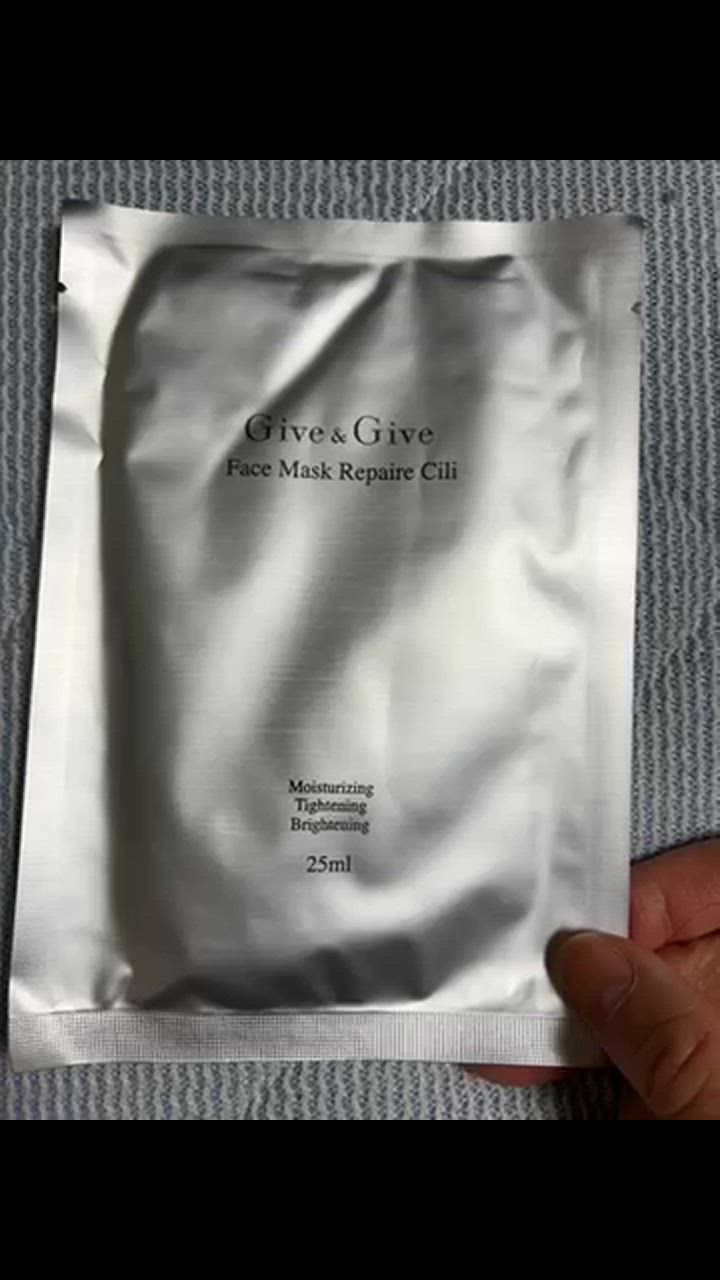 Give & Give
Face Mask Repaire Cili
Moisturizing
Tightening
Brightening
25ml